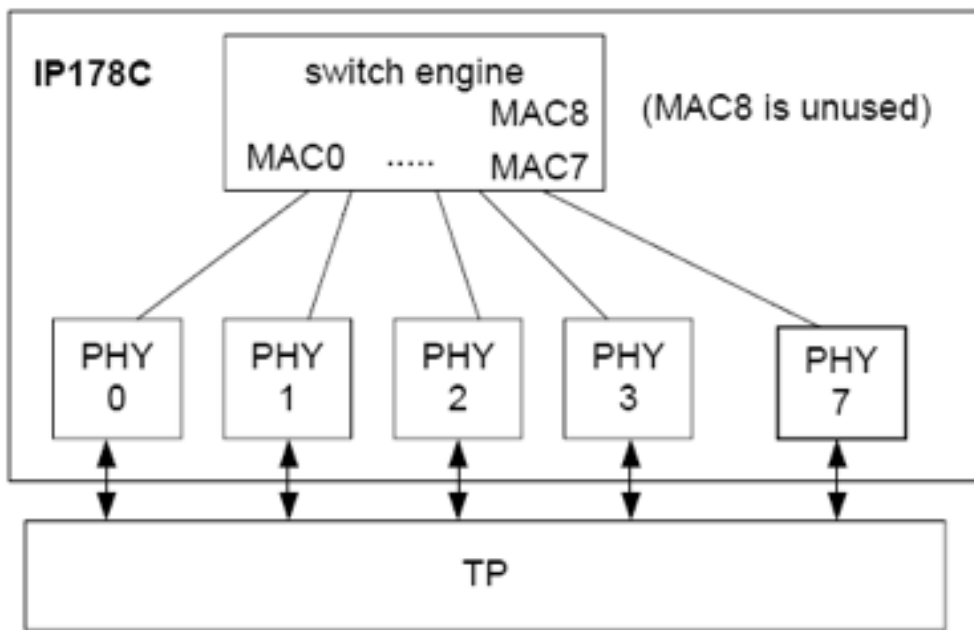 IP178C
switch engine
(MAC8 is unused)
MAC8
MAC0 ..... MAC7
PHY
0
PHY
1
PHY
2
PHY
3
PHY
7
TP